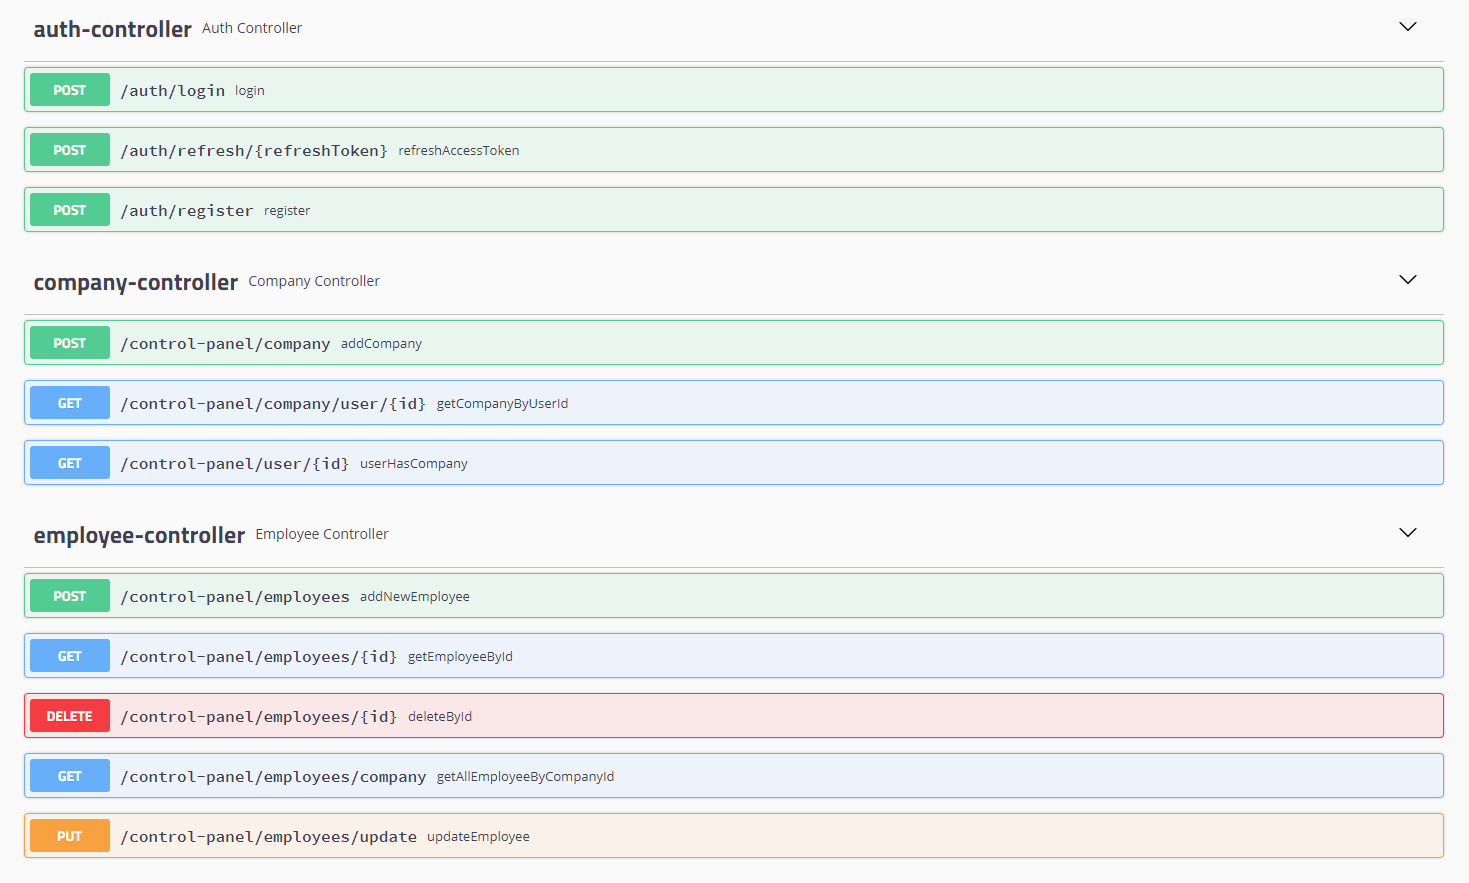 auth-controller Auth Controller
POST /auth/login login
POST /auth/refresh/{refreshToken} refreshAccessToken
POST /auth/register register
company-controller Company Controller
POST /control-panel/company addCompany
GET /control-panel/company/user/{id} getCompanyByUserId
GET /control-panel/user/{id} userHasCompany
employee-controller Employee Controller
POST /control-panel/employees addNewEmployee
GET /control-panel/employees/{id} getEmployeeById
DELETE /control-panel/employees/{id} deleteById
GET /control-panel/employees/company getAllEmployeeByCompanyId
PUT /control-panel/employees/update updateEmployee